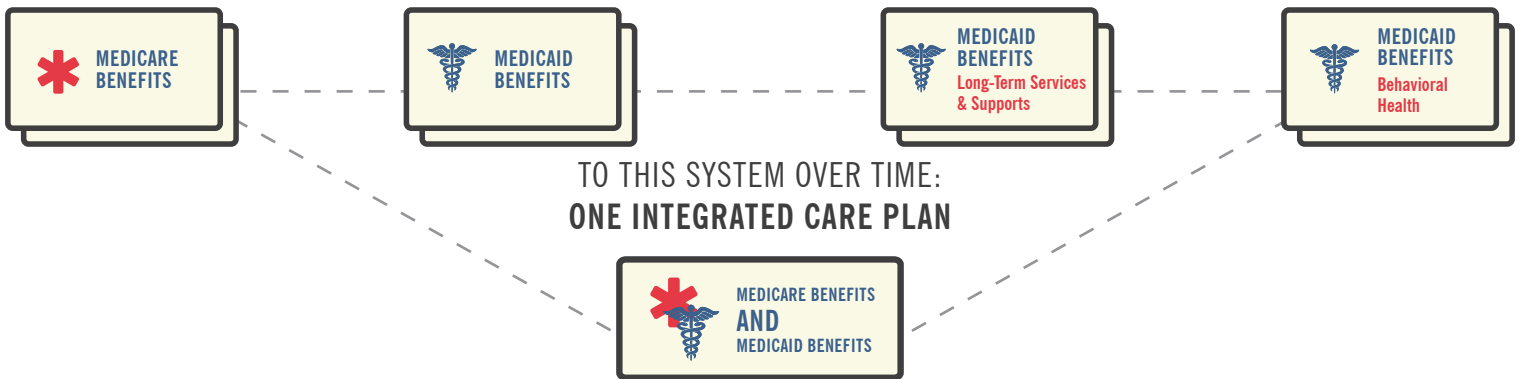 MEDICARE
BENEFITS
MEDICAID
BENEFITS
MEDICAID
BENEFITS
Long-Term Services
& Supports
MEDICAID
BENEFITS
Behavioral
Health
TO THIS SYSTEM OVER TIME:
ONE INTEGRATED CARE PLAN
MEDICARE BENEFITS
AND
MEDICAID BENEFITS